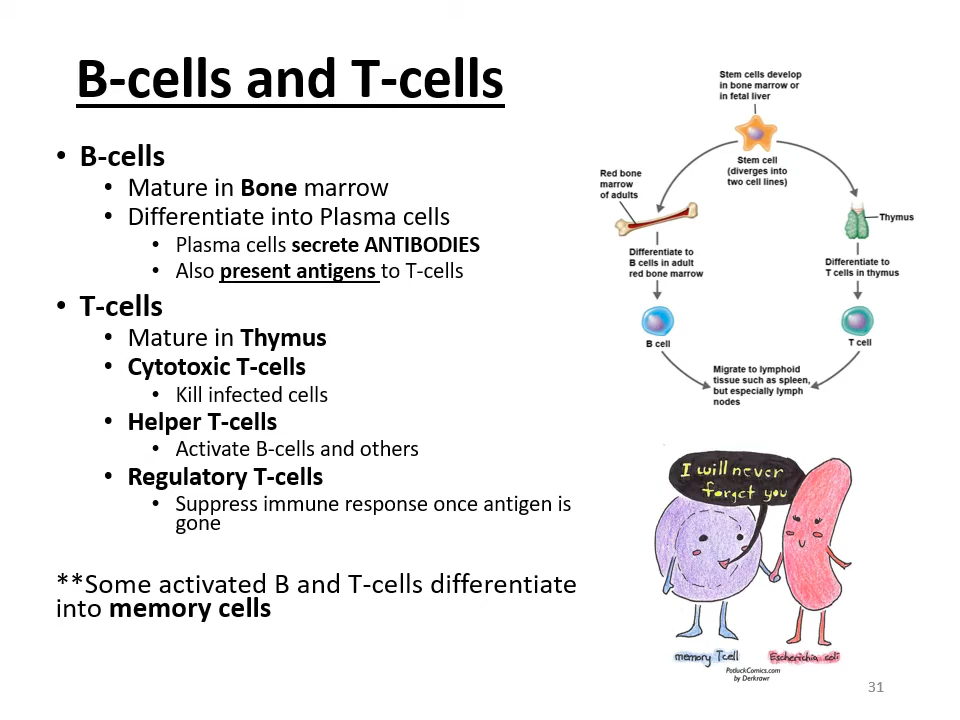 B-cells and T-cells
• B-cells
• Mature in Bone marrow
• Differentiate into Plasma cells
• Plasma cells secrete ANTIBODIES
• Also present antigens to T-cells
• T-cells
• Mature in Thymus
• Cytotoxic T-cells
• Kill infected cells
• Helper T-cells
• Activate B-cells and others
• Regulatory T-cells
• Suppress immune response once antigen is
gone
**Some activated B and T-cells differentiate
into memory cells
Stem cells develop
in bone marrow or
in fetal liver
Stem cell
(diverges into
two cell lines)
Red bone
marrow
of adults
Thymus
Differentiate to
B cells in adult
red bone marrow
Differentiate to
T cells in thymus
B cell
T cell
Migrate to lymphoid
tissue such as spleen,
but especially lymph
nodes
I will never
forget you
memory Tcell
Escherichia coli
PotluckComics.com
by Derkrawr
31